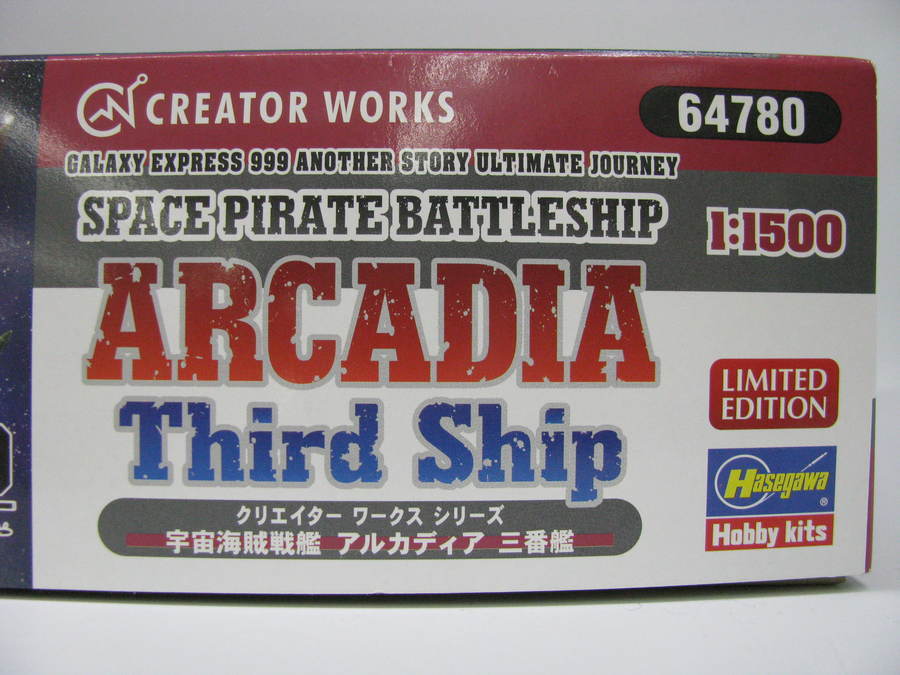 CREATOR WORKS
64780
GALAXY EXPRESS 999 ANOTHER STORY ULTIMATE JOURNEY
SPACE PIRATE BATTLESHIP
1:1500
ARCADIA
Third Ship
LIMITED
EDITION
Hasegawa®
Hobby kits
クリエイター ワークス シリーズ
宇宙海賊戦艦 アルカディア 三番艦